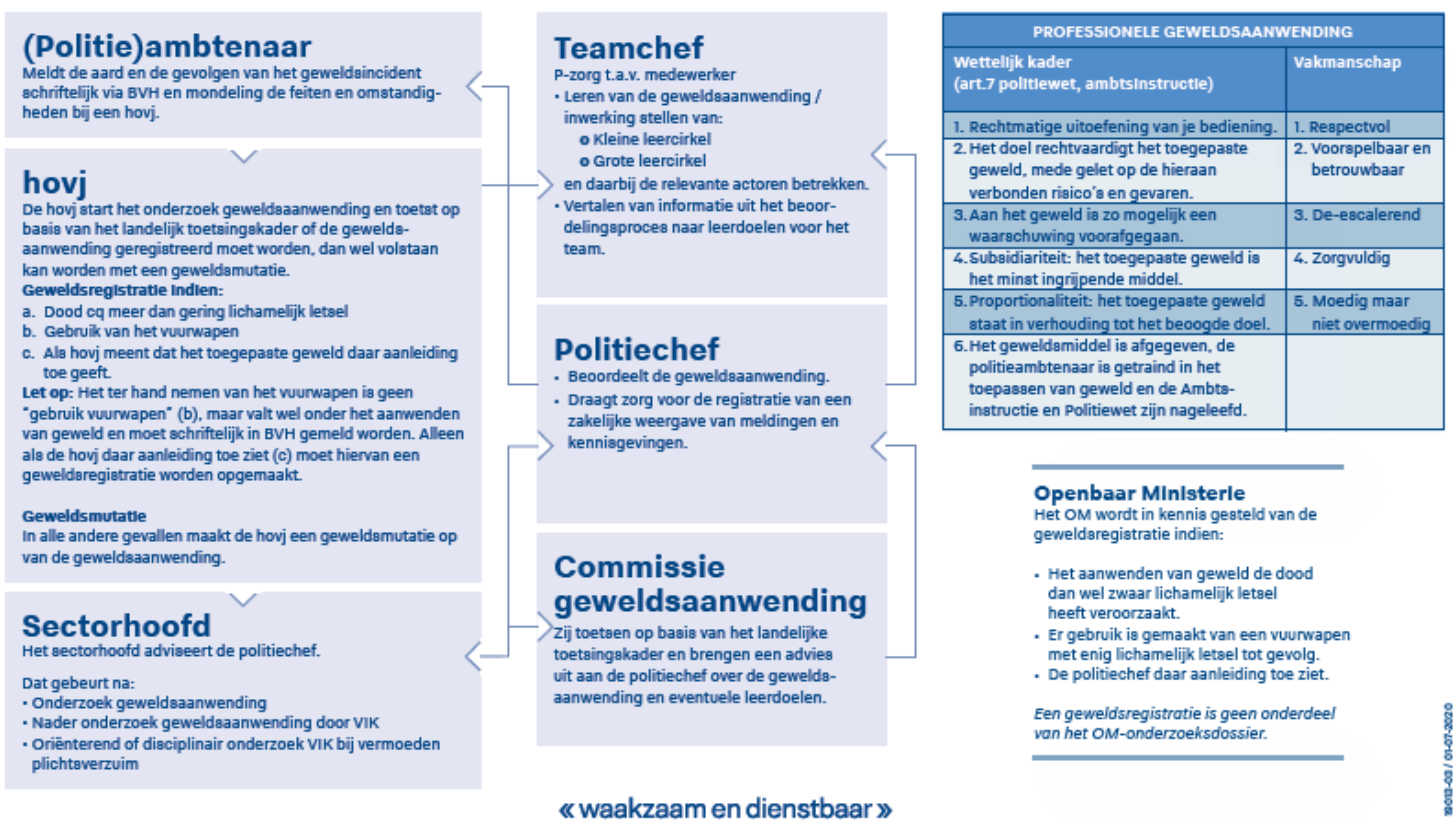 (Politie)ambtenaar
Meldt de aard en de gevolgen van het geweldsincident
schriftelijk via BVH en mondeling de feiten en omstandig-
heden bij een hovj.
hovj
De hovj start het onderzoek geweldsaanwending en toetst op
basis van het landelijk toetsingskader of de gewelds-
aanwending geregistreerd moet worden, dan wel volstaan
kan worden met een geweldsmutatie.
Geweldsregistratie indien:
a. Dood cq meer dan gering lichamelijk letsel
b. Gebruik van het vuurwapen
c. Als hovj meent dat het toegepaste geweld daar aanleiding
toe geeft.
Let op: Het ter hand nemen van het vuurwapen is geen
"gebruik vuurwapen" (b), maar valt wel onder het aanwenden
van geweld en moet schriftelijk in BVH gemeld worden. Alleen
als de hovj daar aanleiding toe ziet (c) moet hiervan een
geweldsregistratie worden opgemaakt.
Geweldsmutatie
In alle andere gevallen maakt de hovj een geweldsmutatie op
van de geweldsaanwending.
Sectorhoofd
Het sectorhoofd adviseert de politiechef.
Dat gebeurt na:
• Onderzoek geweldsaanwending
• Nader onderzoek geweldsaanwending door VIK
• Oriënterend of disciplinair onderzoek VIK bij vermoeden
plichtsverzuim
Teamchef
P-zorg t.a.v. medewerker
• Leren van de geweldsaanwending /
inwerking stellen van:
o Kleine leercirkel
o Grote leercirkel
en daarbij de relevante actoren betrekken.
• Vertalen van informatie uit het beoor-
delingsproces naar leerdoelen voor het
team.
Politiechef
• Beoordeelt de geweldsaanwending.
• Draagt zorg voor de registratie van een
zakelijke weergave van meldingen en
kennisgevingen.
Commissie
geweldsaanwending
Zij toetsen op basis van het landelijke
toetsingskader en brengen een advies
uit aan de politiechef over de gewelds-
aanwending en eventuele leerdoelen.
PROFESSIONELE GEWELDSAANWENDING
Wettelijk kader
(art.7 politiewet, ambtsinstructie)
Vakmanschap
1. Rechtmatige uitoefening van je bediening.
1. Respectvol
2. Het doel rechtvaardigt het toegepaste
geweld, mede gelet op de hieraan
verbonden risico's en gevaren.
2. Voorspelbaar en
betrouwbaar
3. Aan het geweld is zo mogelijk een
waarschuwing voorafgegaan.
3. De-escalerend
4. Subsidiariteit: het toegepaste geweld is
het minst ingrijpende middel.
4. Zorgvuldig
5. Proportionaliteit: het toegepaste geweld
staat in verhouding tot het beoogde doel.
5. Moedig maar
niet overmoedig
6. Het geweldsmiddel is afgegeven, de
politieambtenaar is getraind in het
toepassen van geweld en de Ambts-
instructie en Politiewet zijn nageleefd.
Openbaar Ministerie
Het OM wordt in kennis gesteld van de
geweldsregistratie indien:
• Het aanwenden van geweld de dood
dan wel zwaar lichamelijk letsel
heeft veroorzaakt.
• Er gebruik is gemaakt van een vuurwapen
met enig lichamelijk letsel tot gevolg.
• De politiechef daar aanleiding toe ziet.
Een geweldsregistratie is geen onderdeel
van het OM-onderzoeksdossier.
« waakzaam en dienstbaar »
19013-03 / 01-07-2020